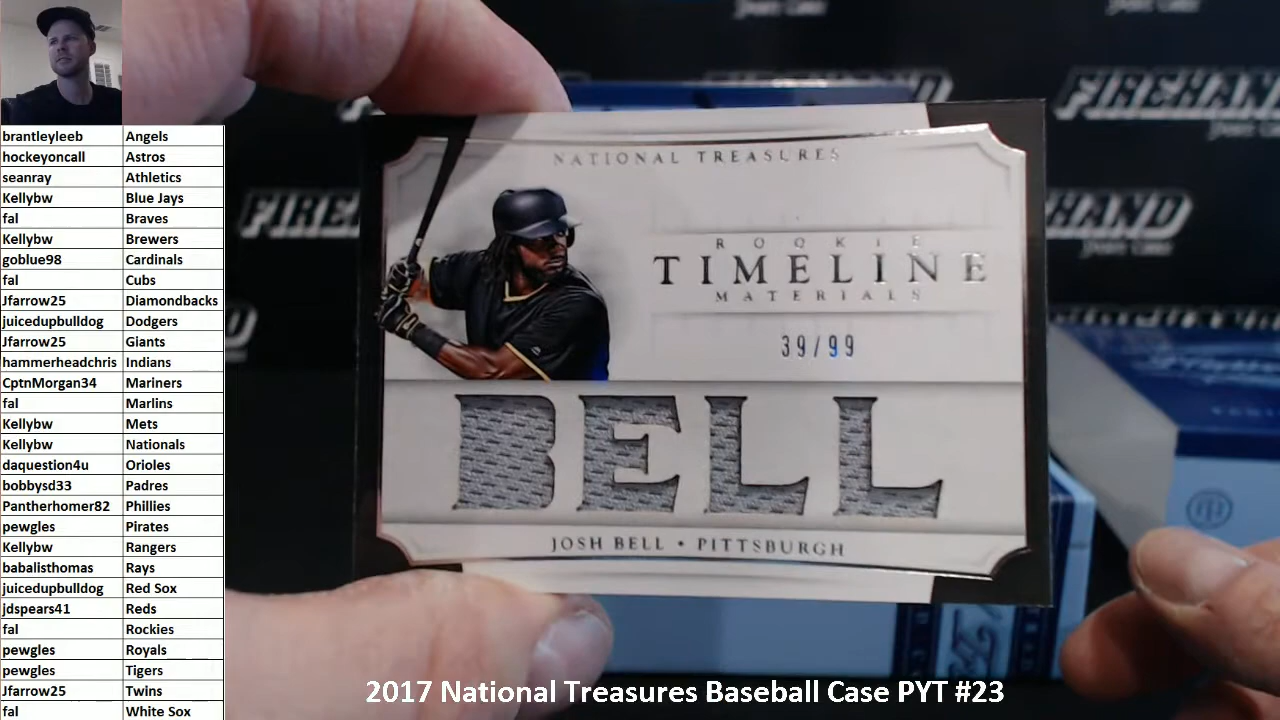 brantleyleeb Angels
hockeyoncall Astros
seanray Athletics
Kellybw Blue Jays
fal Braves
Kellybw Brewers
goblue98 Cardinals
fal Cubs
Jfarrow25 Diamondbacks
juicedupbulldog Dodgers
Jfarrow25 Giants
hammerheadchris Indians
CptnMorgan34 Mariners
fal Marlins
Kellybw Mets
Kellybw Nationals
daquestion4u Orioles
bobbysd33 Padres
Pantherhomer82 Phillies
pewgles Pirates
Kellybw Rangers
babalisthomas Rays
juicedupbulldog Red Sox
jdspears41 Reds
fal Rockies
pewgles Royals
pewgles Tigers
Jfarrow25 Twins
fal White Sox
FIREHAND
FIREHAND
NATIONAL TREASURES
ROOKIE
TIMELINE
MATERIALS
39/99
BELL
JOSH BELL • PITTSBURGH
2017 National Treasures Baseball Case PYT #23